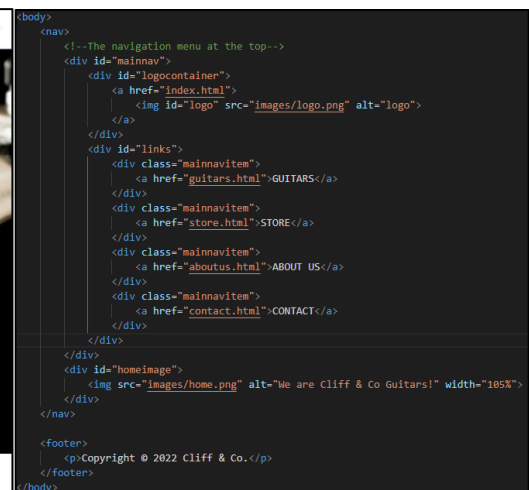 <body>
<nav>
<!--The navigation menu at the top-->
<div id="mainnav">
<div id="logocontainer">
<a href="index.html">
<img id="logo" src="images/logo.png" alt="logo">
</a>
</div>
<div id="links">
<div class="mainnavitem">
<a href="guitars.html">GUITARS</a>
</div>
<div class="mainnavitem">
<a href="store.html">STORE</a>
</div>
<div class="mainnavitem">
<a href="aboutus.html">ABOUT US</a>
</div>
<div class="mainnavitem">
<a href="contact.html">CONTACT</a>
</div>
</div>
</div>
<div id="homeimage">
<img src="images/home.png" alt="We are Cliff & Co Guitars!" width="105%">
</div>
</nav>
<footer>
<p>Copyright © 2022 Cliff & Co.</p>
</footer>
</body>